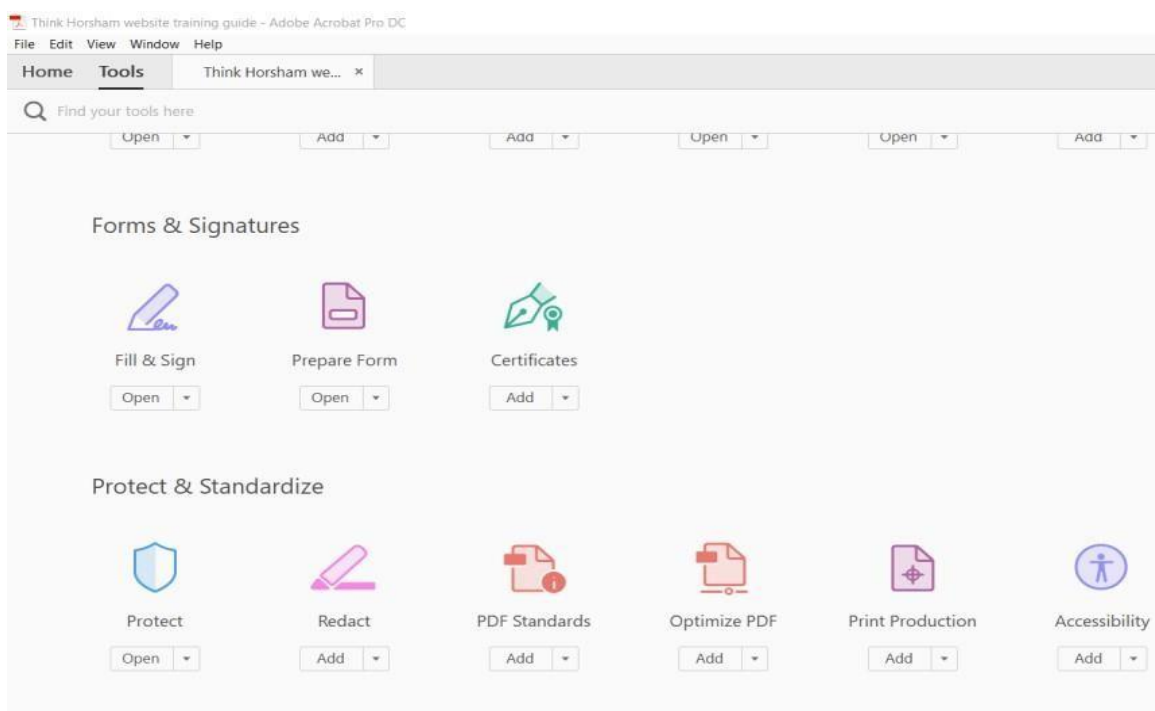 Think Horsham website training guide - Adobe Acrobat Pro DC
File Edit View Window Help
Home Tools Think Horsham we... ×
Find your tools here
Open Add Add Open Open Add
Forms & Signatures
Fill & Sign Prepare Form Certificates
Open Open Add
Protect & Standardize
Protect Redact PDF Standards Optimize PDF Print Production Accessibility
Open Add Add Add Add Add